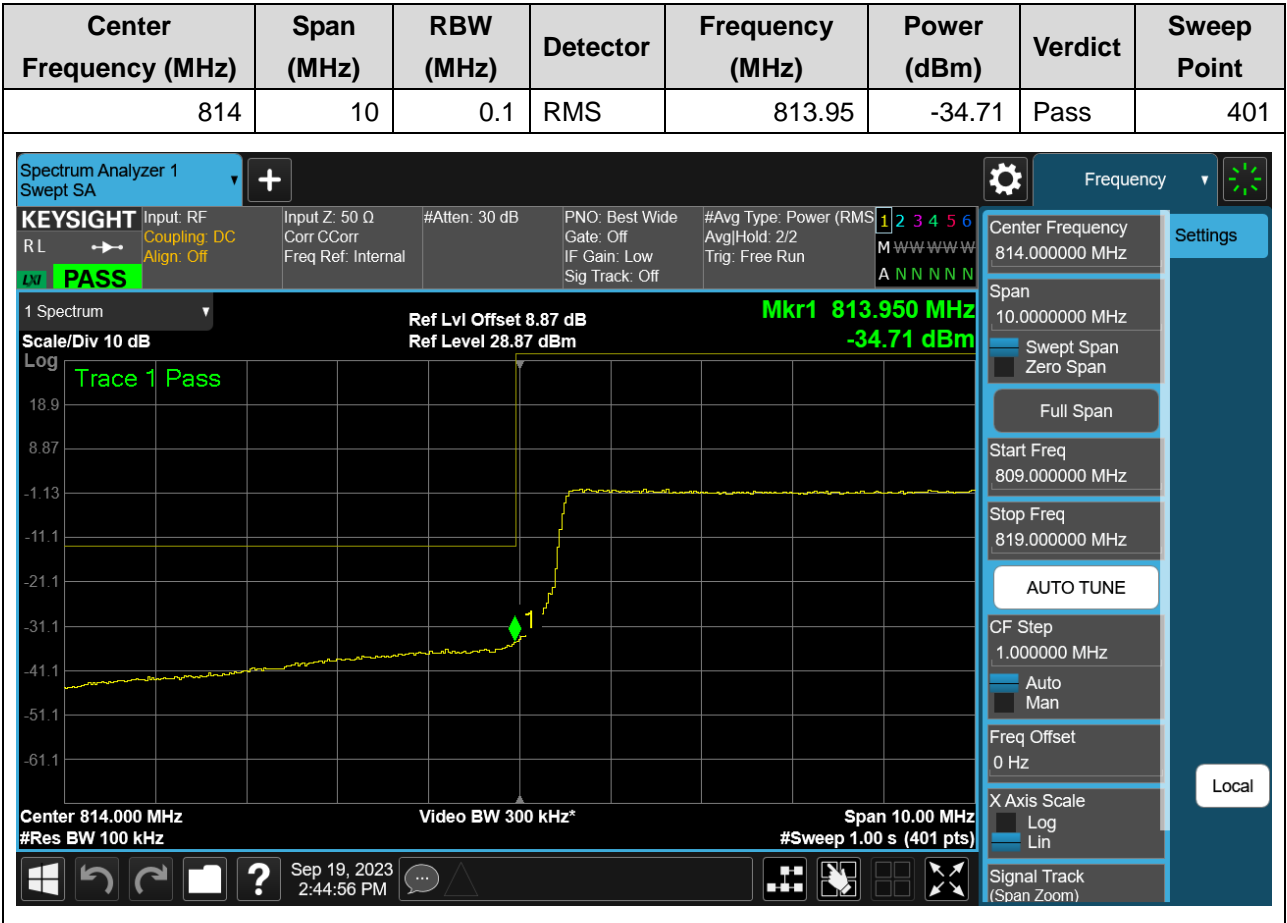 Center Frequency (MHz) Span (MHz) RBW (MHz) Detector Frequency (MHz) Power (dBm) Verdict Sweep Point
814 10 0.1 RMS 813.95 -34.71 Pass 401
Spectrum Analyzer 1
Swept SA
Frequency
KEYSIGHT
R L
LXI PASS
Input: RF
Coupling: DC
Align: Off
Input Z: 50 Ω
Corr CCorr
Freq Ref: Internal
#Atten: 30 dB
PNO: Best Wide
Gate: Off
IF Gain: Low
Sig Track: Off
#Avg Type: Power (RMS
Avg|Hold: 2/2
Trig: Free Run
1 2 3 4 5 6
M W W W W W
A N N N N N
1 Spectrum
Scale/Div 10 dB
Ref Lvl Offset 8.87 dB
Ref Level 28.87 dBm
Mkr1 813.950 MHz
-34.71 dBm
Log
Trace 1 Pass
18.9
8.87
-1.13
-11.1
-21.1
-31.1
-41.1
-51.1
-61.1
1
Center 814.000 MHz
#Res BW 100 kHz
Video BW 300 kHz*
Span 10.00 MHz
#Sweep 1.00 s (401 pts)
Center Frequency
814.000000 MHz
Settings
Span
10.0000000 MHz
Swept Span
Zero Span
Full Span
Start Freq
809.000000 MHz
Stop Freq
819.000000 MHz
AUTO TUNE
CF Step
1.000000 MHz
Auto
Man
Freq Offset
0 Hz
X Axis Scale
Log
Lin
Signal Track
(Span Zoom)
Local
?
Sep 19, 2023
2:44:56 PM